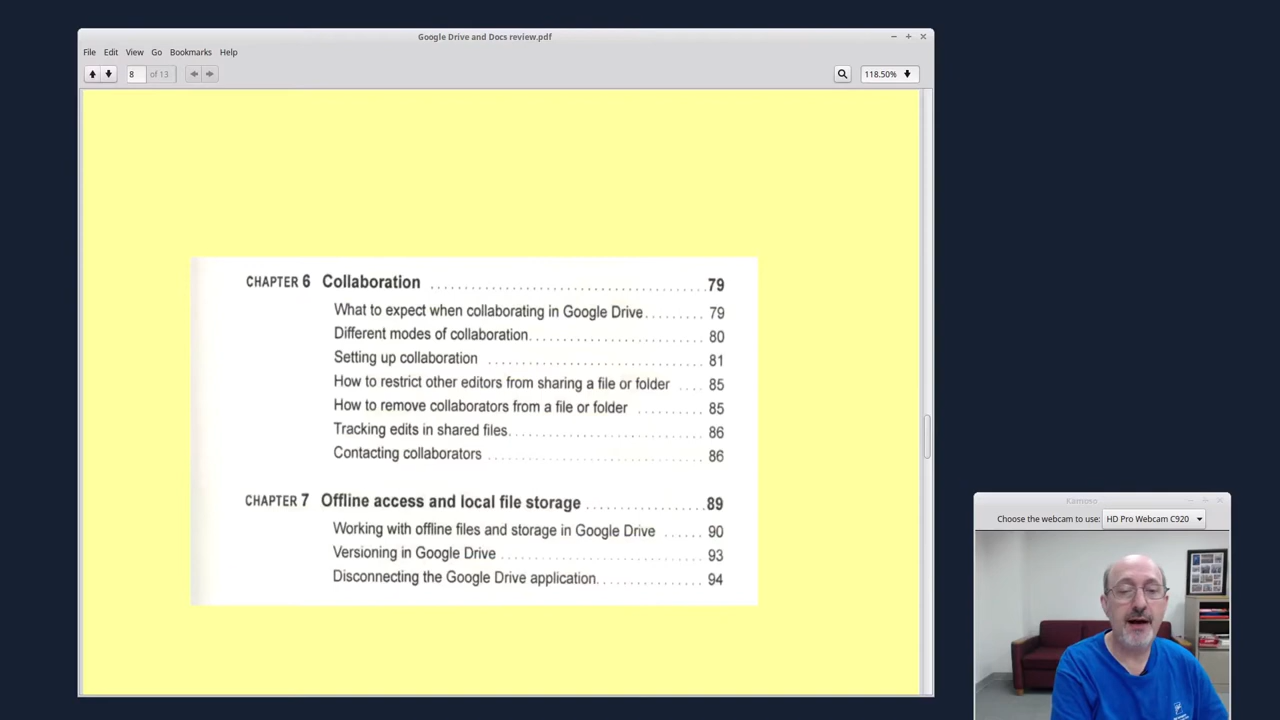 Google Drive and Docs review.pdf
File Edit View Go Bookmarks Help
8 of 13 118.50%
CHAPTER 6 Collaboration 79
What to expect when collaborating in Google Drive 79
Different modes of collaboration 80
Setting up collaboration 81
How to restrict other editors from sharing a file or folder 85
How to remove collaborators from a file or folder 85
Tracking edits in shared files 86
Contacting collaborators 86
CHAPTER 7 Offline access and local file storage 89
Working with offline files and storage in Google Drive 90
Versioning in Google Drive 93
Disconnecting the Google Drive application 94
Kamoso
Choose the webcam to use: HD Pro Webcam C920